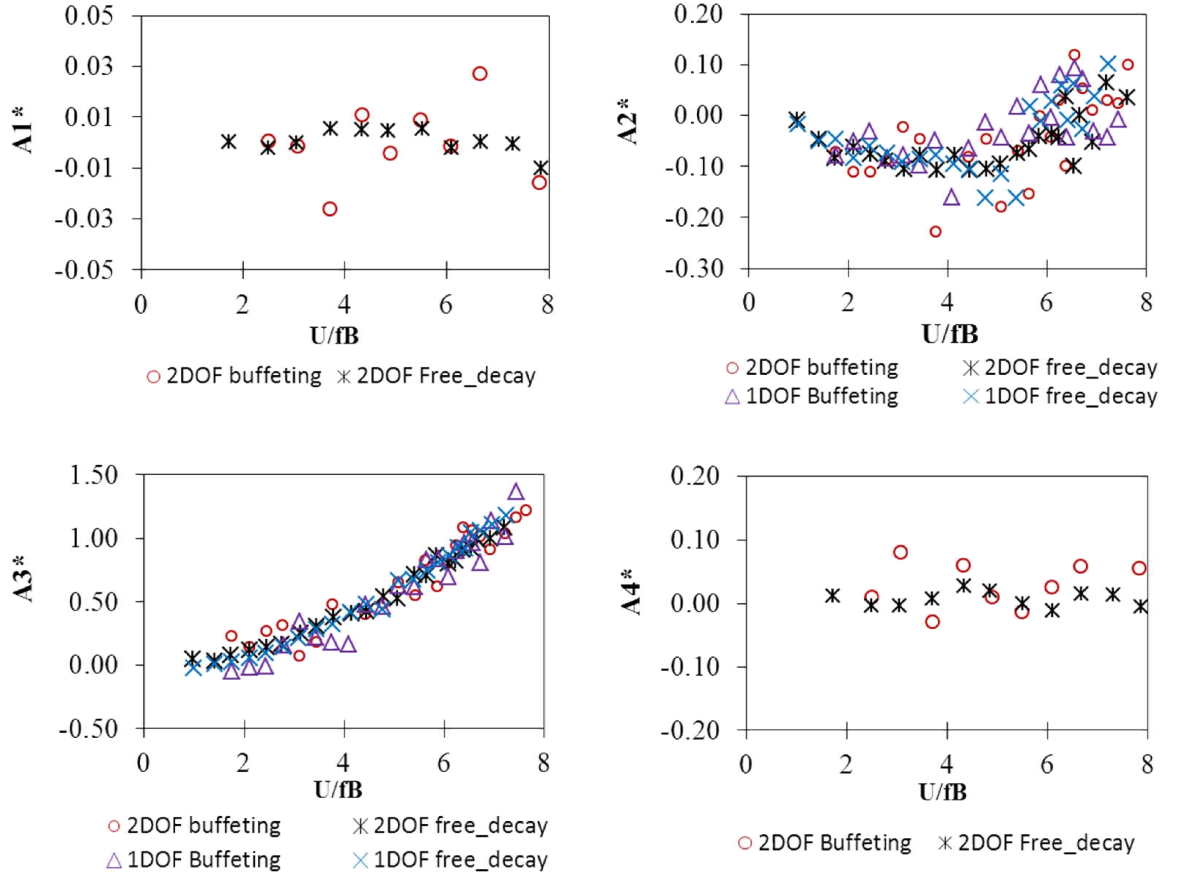 A1*
0.05
0.03
0.01
-0.01
-0.03
-0.05
0 2 4 6 8
U/fB
2DOF buffeting 2DOF Free_decay
A2*
0.20
0.10
0.00
-0.10
-0.20
-0.30
0 2 4 6 8
U/fB
2DOF buffeting 2DOF free_decay
1DOF Buffeting 1DOF free_decay
A3*
1.50
1.00
0.50
0.00
-0.50
0 2 4 6 8
U/fB
2DOF buffeting 2DOF free_decay
1DOF Buffeting 1DOF free_decay
A4*
0.20
0.10
0.00
-0.10
-0.20
0 2 4 6 8
U/fB
2DOF Buffeting 2DOF Free_decay